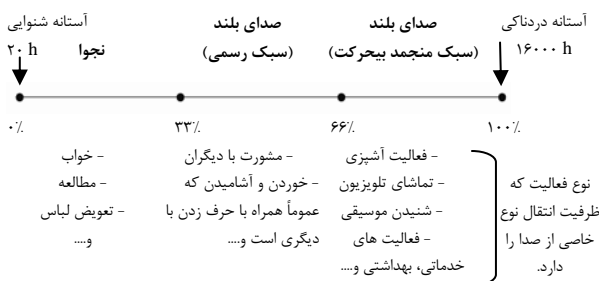 آستانه شنوایی
۲۰ h
نجوا
صدای بلند
(سبک رسمی)
صدای بلند
(سبک منجمد بیحرکت)
آستانه دردناکی
۱۶۰۰۰ h
۰٪
۳۳٪
۶۶٪
۱۰۰٪
- خواب
- مطالعه
- تعویض لباس
و....
- مشورت با دیگران
- خوردن و آشامیدن که
عموماً همراه با حرف زدن با
دیگری است و....
- فعالیت آشپزی
- تماشای تلویزیون
- شنیدن موسیقی
- فعالیت های
خدماتی، بهداشتی و....
نوع فعالیت که
ظرفیت انتقال نوع
خاصی از صدا را
دارد.